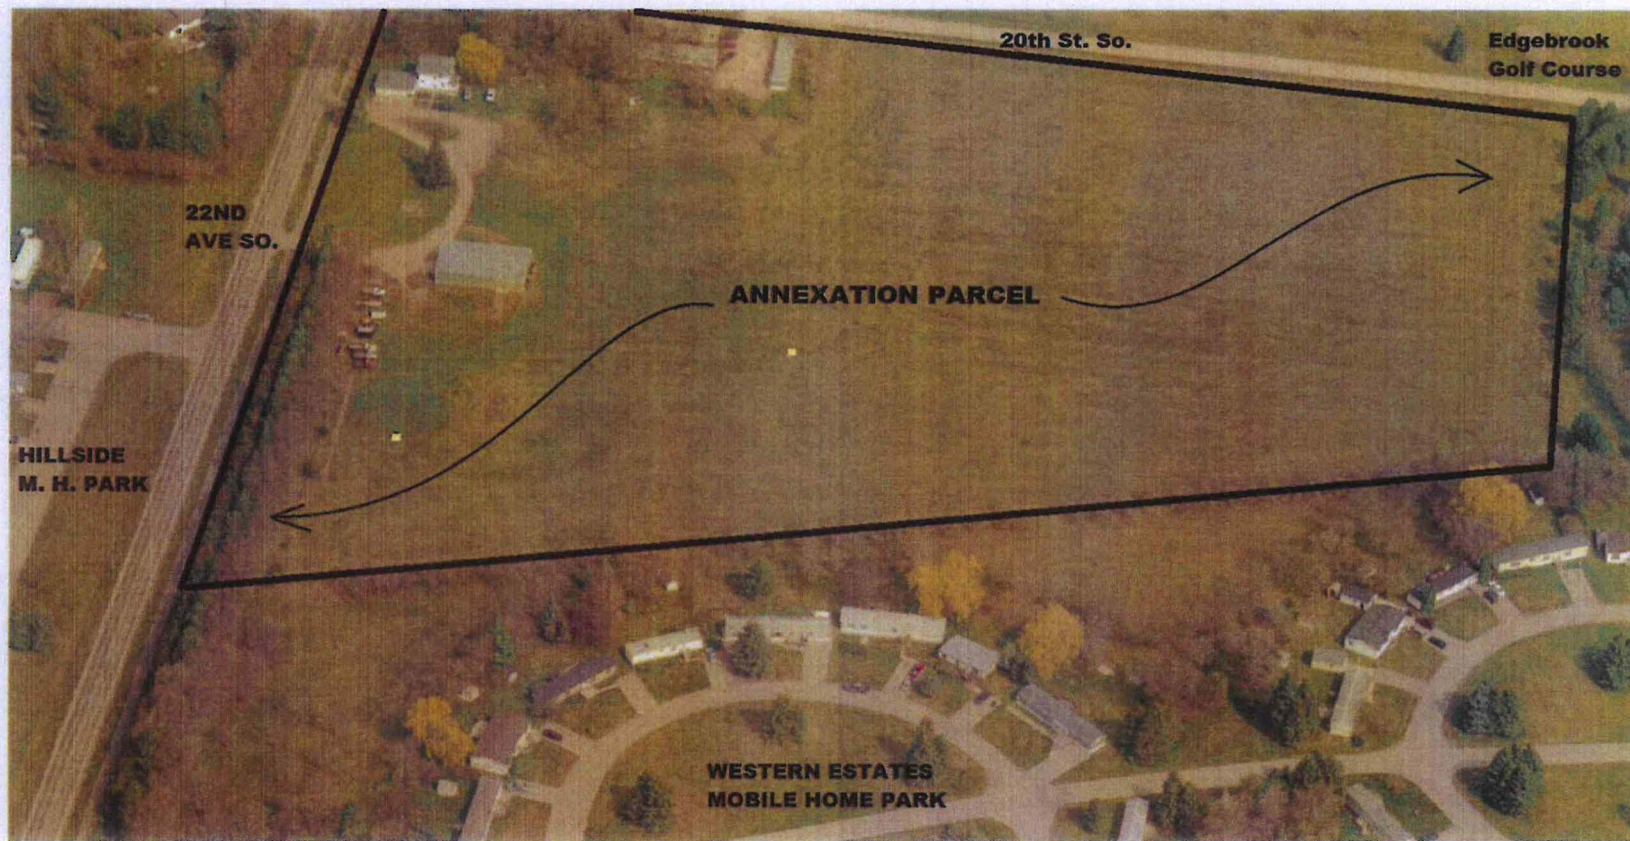 20th St. So.
Edgebrook
Golf Course
22ND
AVE SO.
ANNEXATION PARCEL
HILLSIDE
M. H. PARK
WESTERN ESTATES
MOBILE HOME PARK